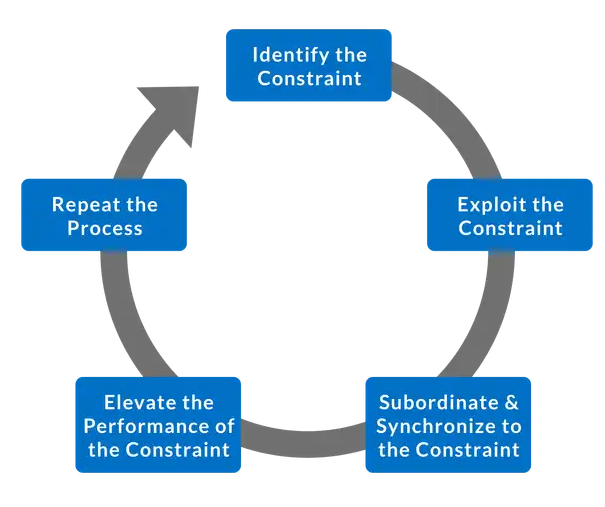 Identify the
Constraint
Exploit the
Constraint
Subordinate &
Synchronize to
the Constraint
Elevate the
Performance of
the Constraint
Repeat the
Process